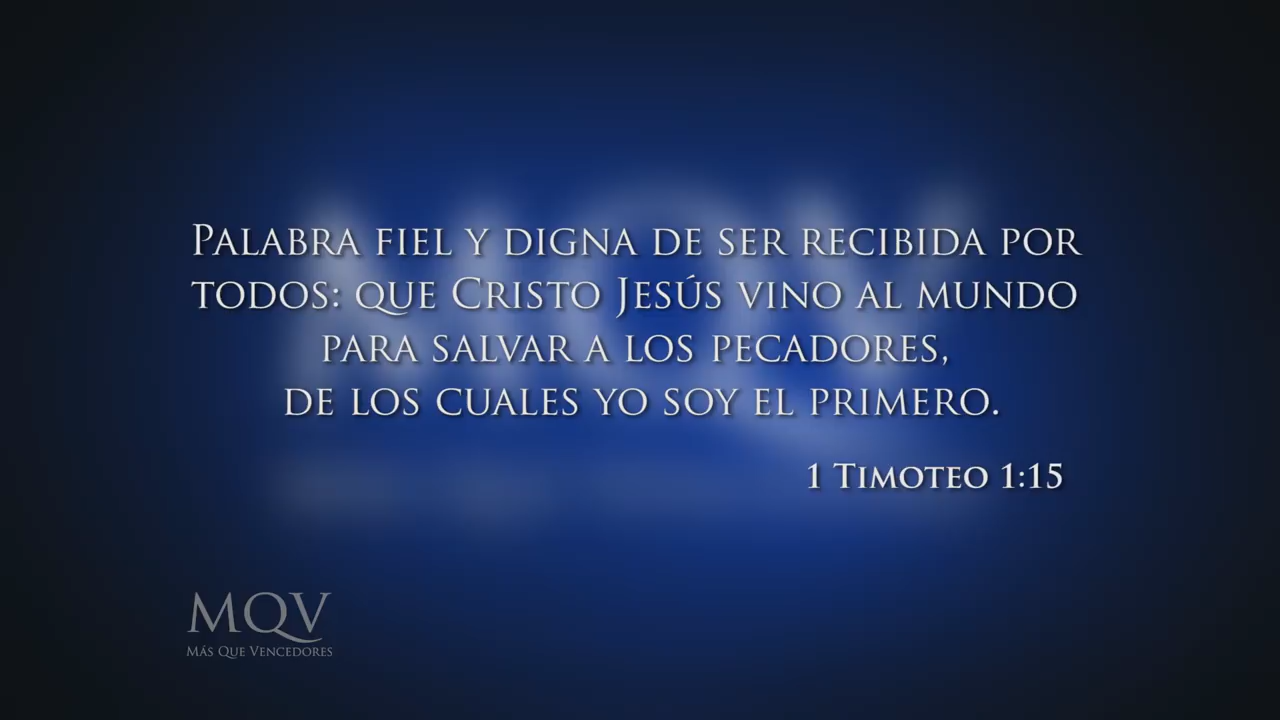 Palabra fiel y digna de ser recibida por
todos: que Cristo Jesús vino al mundo
para salvar a los pecadores,
de los cuales yo soy el primero.
1 Timoteo 1:15
MQV
Más Que Vencedores